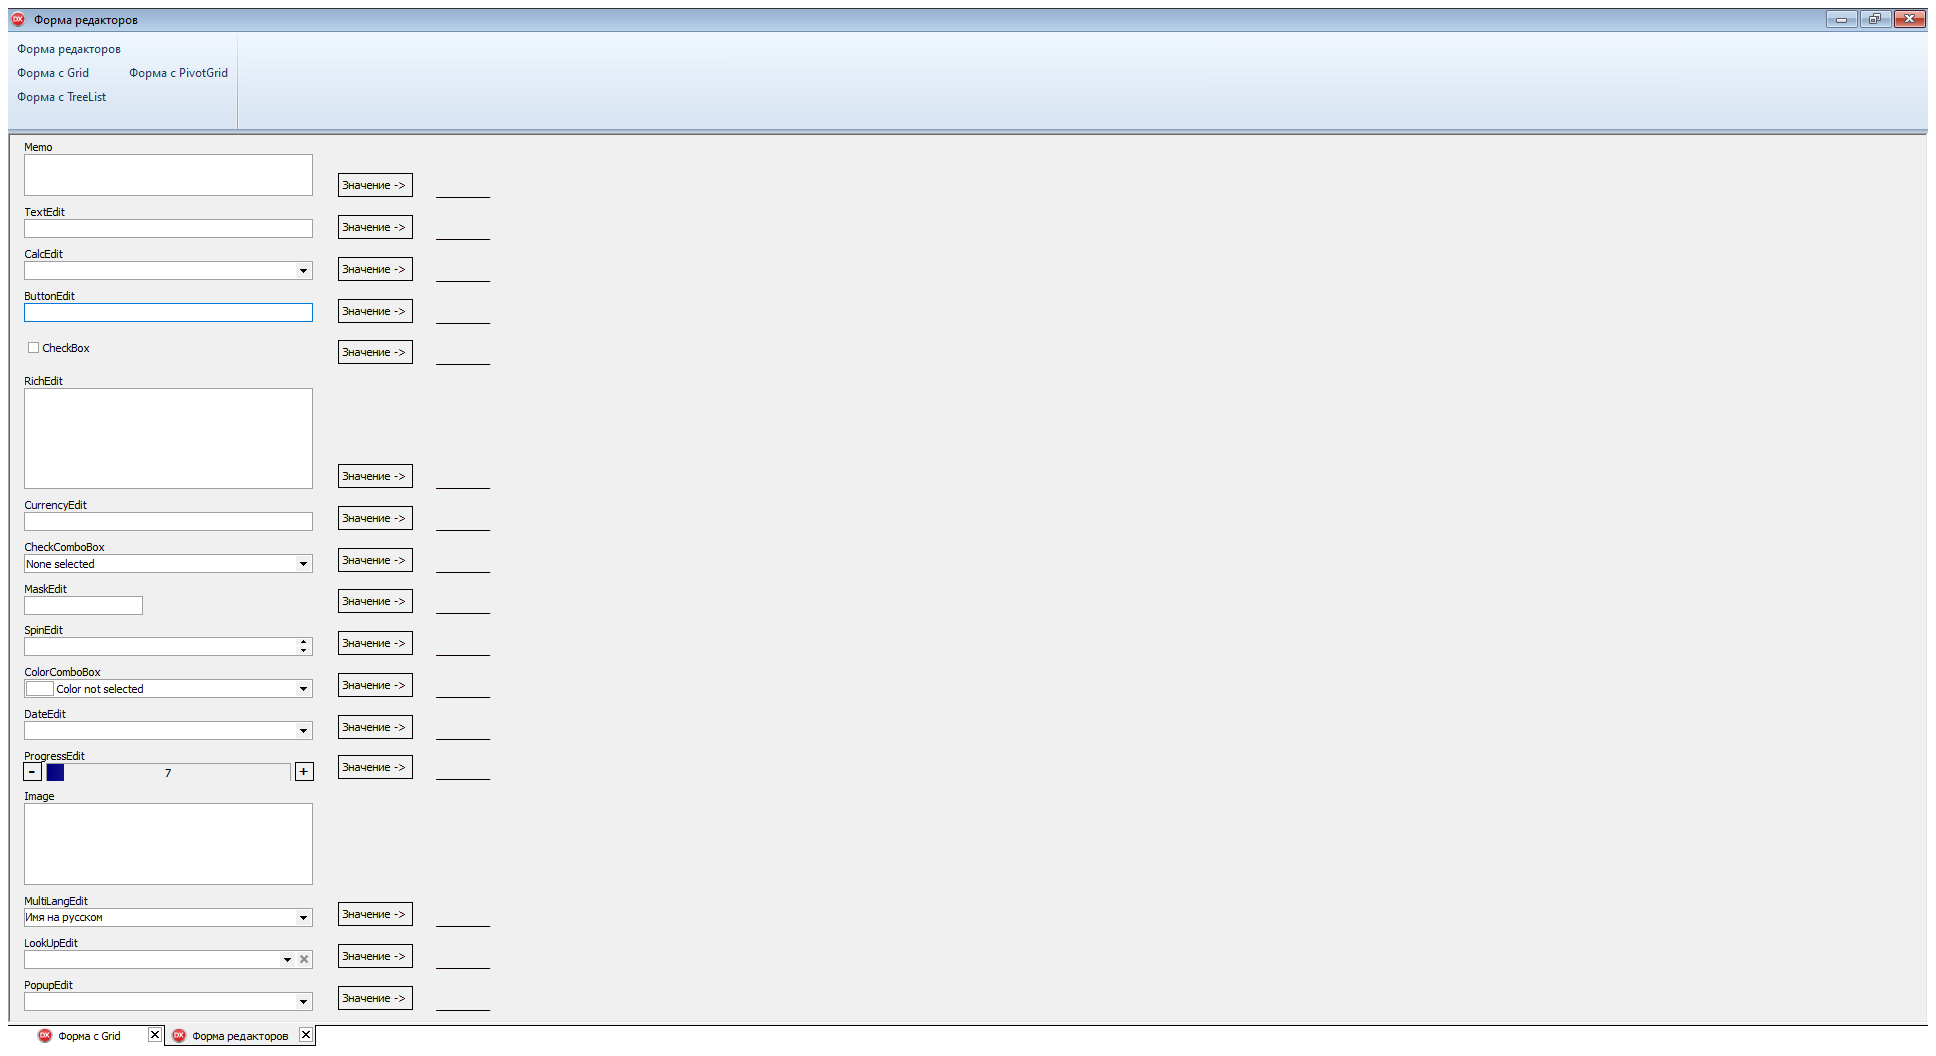 Форма редакторов
Форма редакторов
Форма с Grid Форма с PivotGrid
Форма с TreeList
Memo
Значение ->
TextEdit
Значение ->
CalcEdit
Значение ->
ButtonEdit
Значение ->
CheckBox
Значение ->
RichEdit
Значение ->
CurrencyEdit
Значение ->
CheckComboBox
None selected
Значение ->
MaskEdit
Значение ->
SpinEdit
Значение ->
ColorComboBox
Color not selected
Значение ->
DateEdit
Значение ->
ProgressEdit
- 7 +
Значение ->
Image
MultiLangEdit
Имя на русском
Значение ->
LookUpEdit
Значение ->
PopupEdit
Значение ->
DX Форма с Grid DX Форма редакторов